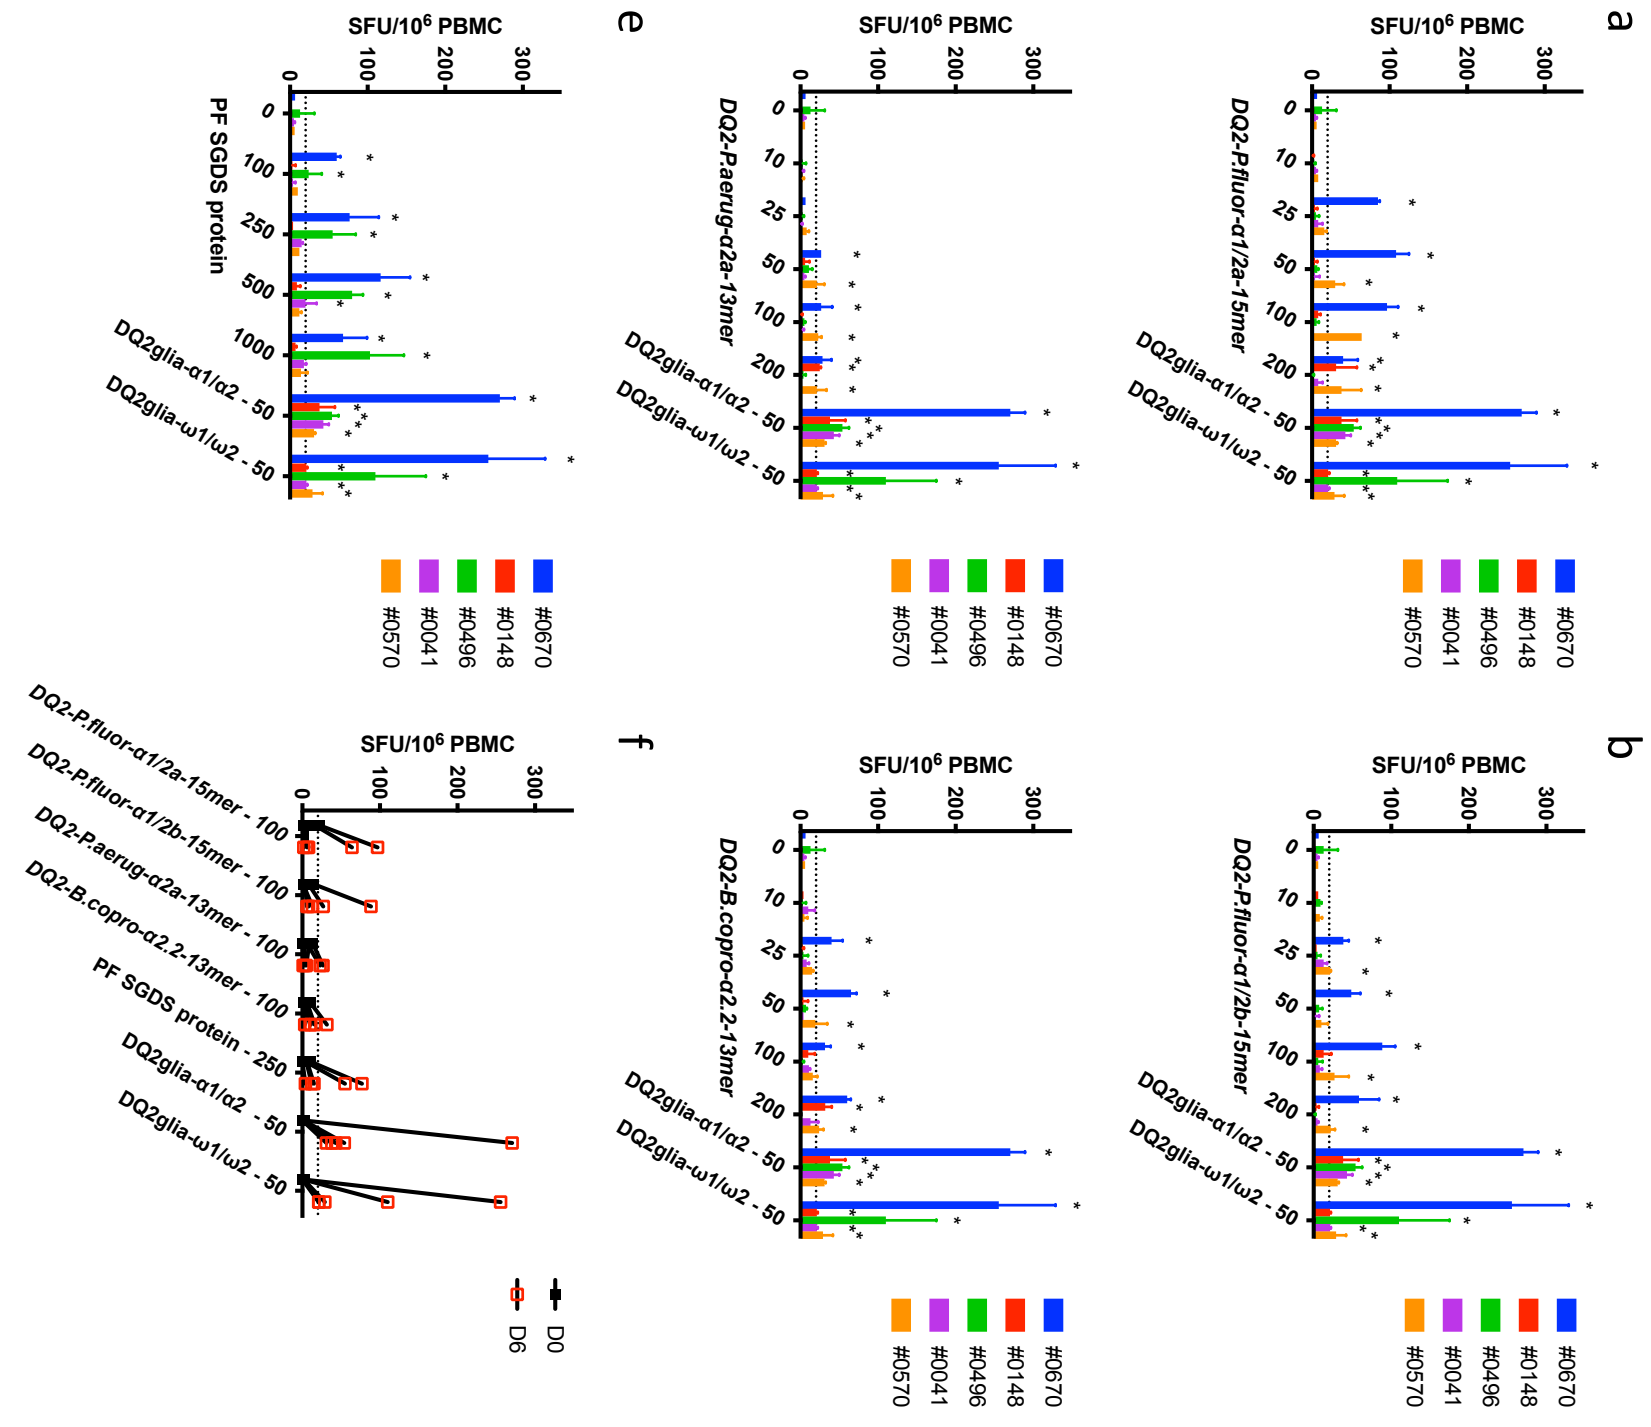 a
SFU/10⁶ PBMC
300
200
100
0
0
10
25
50
100
200
DQ2glia-α1/α2 - 50
DQ2glia-ω1/ω2 - 50
DQ2-P.fluor-α1/2a-15mer
#0670
#0148
#0496
#0041
#0570
b
SFU/10⁶ PBMC
300
200
100
0
0
10
25
50
100
200
DQ2glia-α1/α2 - 50
DQ2glia-ω1/ω2 - 50
DQ2-P.fluor-α1/2b-15mer
#0670
#0148
#0496
#0041
#0570
SFU/10⁶ PBMC
300
200
100
0
0
10
25
50
100
200
DQ2glia-α1/α2 - 50
DQ2glia-ω1/ω2 - 50
DQ2-P.aerug-α2a-13mer
#0670
#0148
#0496
#0041
#0570
SFU/10⁶ PBMC
300
200
100
0
0
10
25
50
100
200
DQ2glia-α1/α2 - 50
DQ2glia-ω1/ω2 - 50
DQ2-B.copro-α2.2-13mer
#0670
#0148
#0496
#0041
#0570
e
SFU/10⁶ PBMC
300
200
100
0
0
100
250
500
1000
DQ2glia-α1/α2 - 50
DQ2glia-ω1/ω2 - 50
PF SGDS protein
#0670
#0148
#0496
#0041
#0570
f
SFU/10⁶ PBMC
300
200
100
0
DQ2-P.fluor-α1/2a-15mer - 100
DQ2-P.fluor-α1/2b-15mer - 100
DQ2-P.aerug-α2a-13mer - 100
DQ2-B.copro-α2.2-13mer - 100
PF SGDS protein - 250
DQ2glia-α1/α2 - 50
DQ2glia-ω1/ω2 - 50
D0
D6